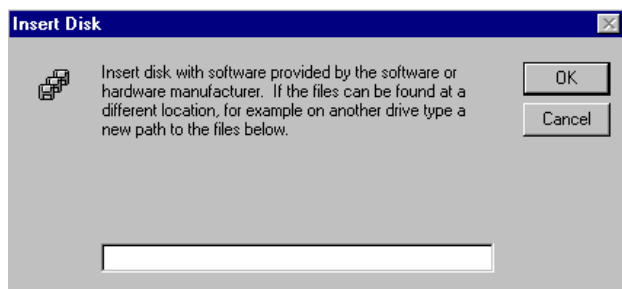 Insert Disk
Insert disk with software provided by the software or
hardware manufacturer.  If the files can be found at a
different location, for example on another drive type a
new path to the files below.
OK
Cancel